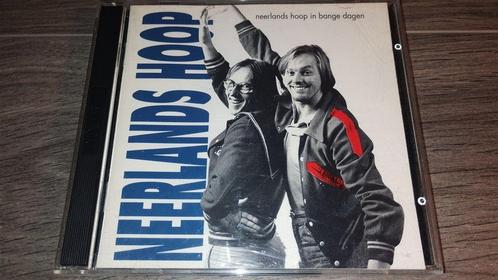 neerlands hoop in bange dagen
NEERLANDS HOOP